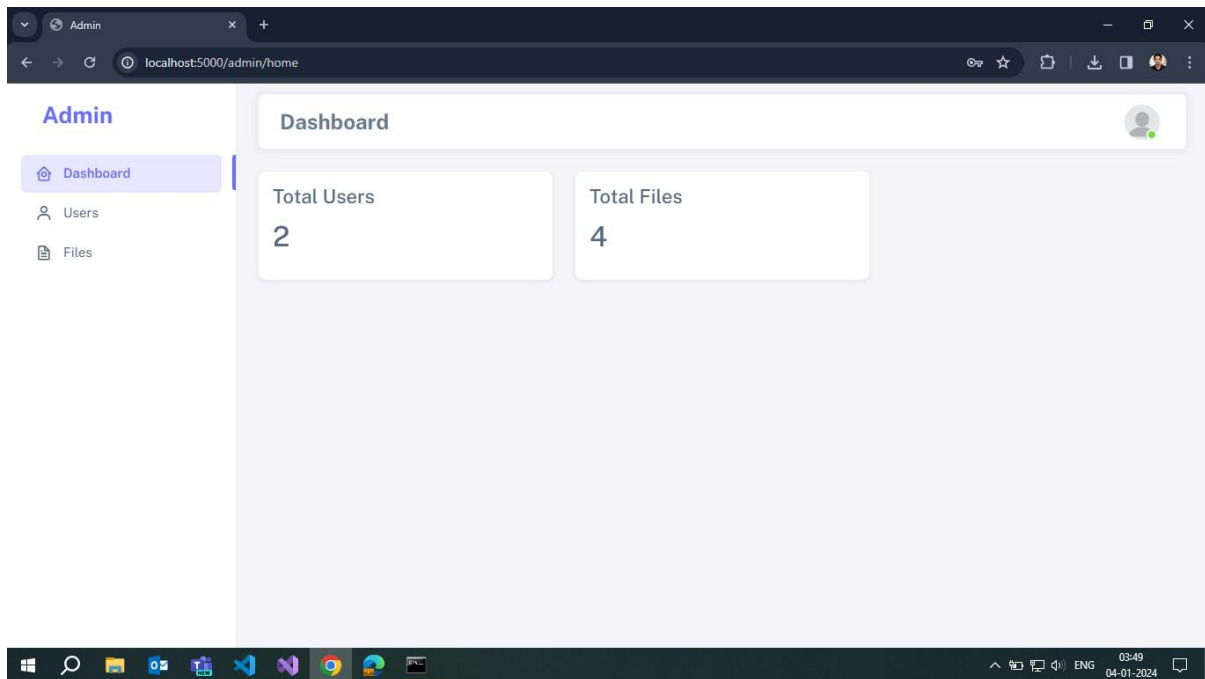 Admin
localhost:5000/admin/home
Admin
Dashboard
Dashboard
Users
Files
Total Users
2
Total Files
4
ENG
03:49
04-01-2024